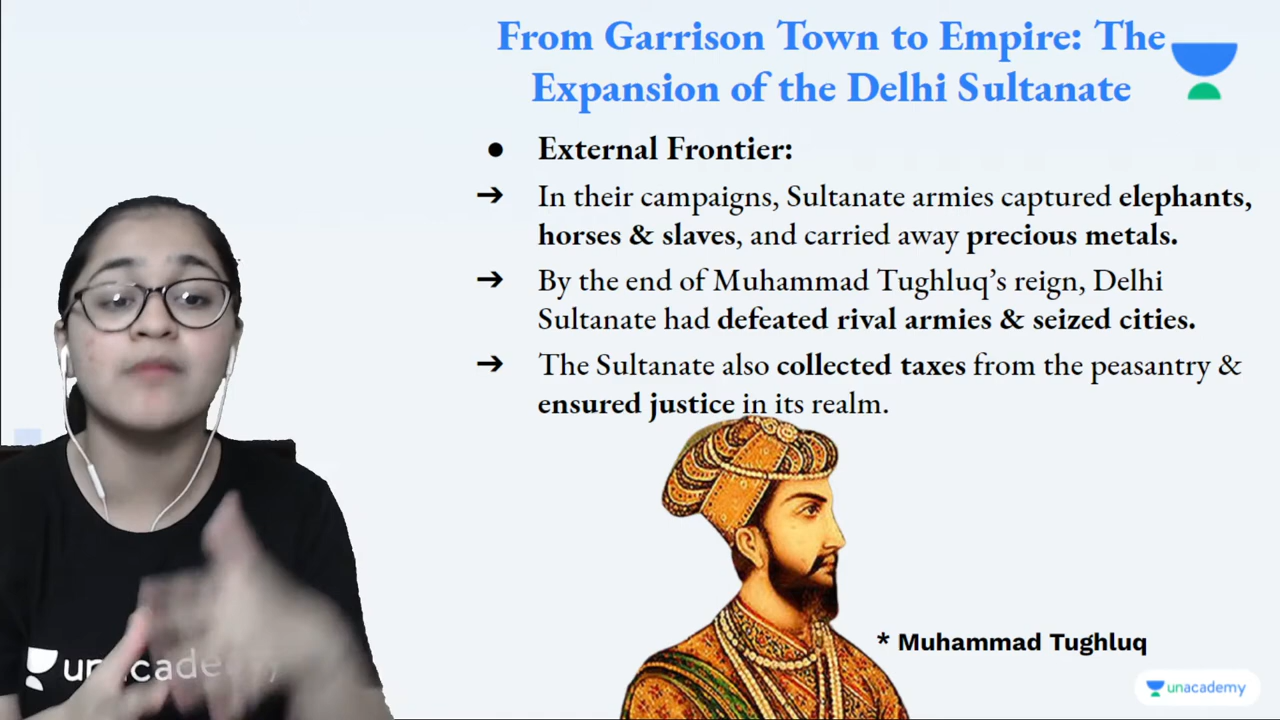 From Garrison Town to Empire: The
Expansion of the Delhi Sultanate
● External Frontier:
➔ In their campaigns, Sultanate armies captured elephants,
horses & slaves, and carried away precious metals.
➔ By the end of Muhammad Tughluq’s reign, Delhi
Sultanate had defeated rival armies & seized cities.
➔ The Sultanate also collected taxes from the peasantry &
ensured justice in its realm.
* Muhammad Tughluq
unacademy
unacademy